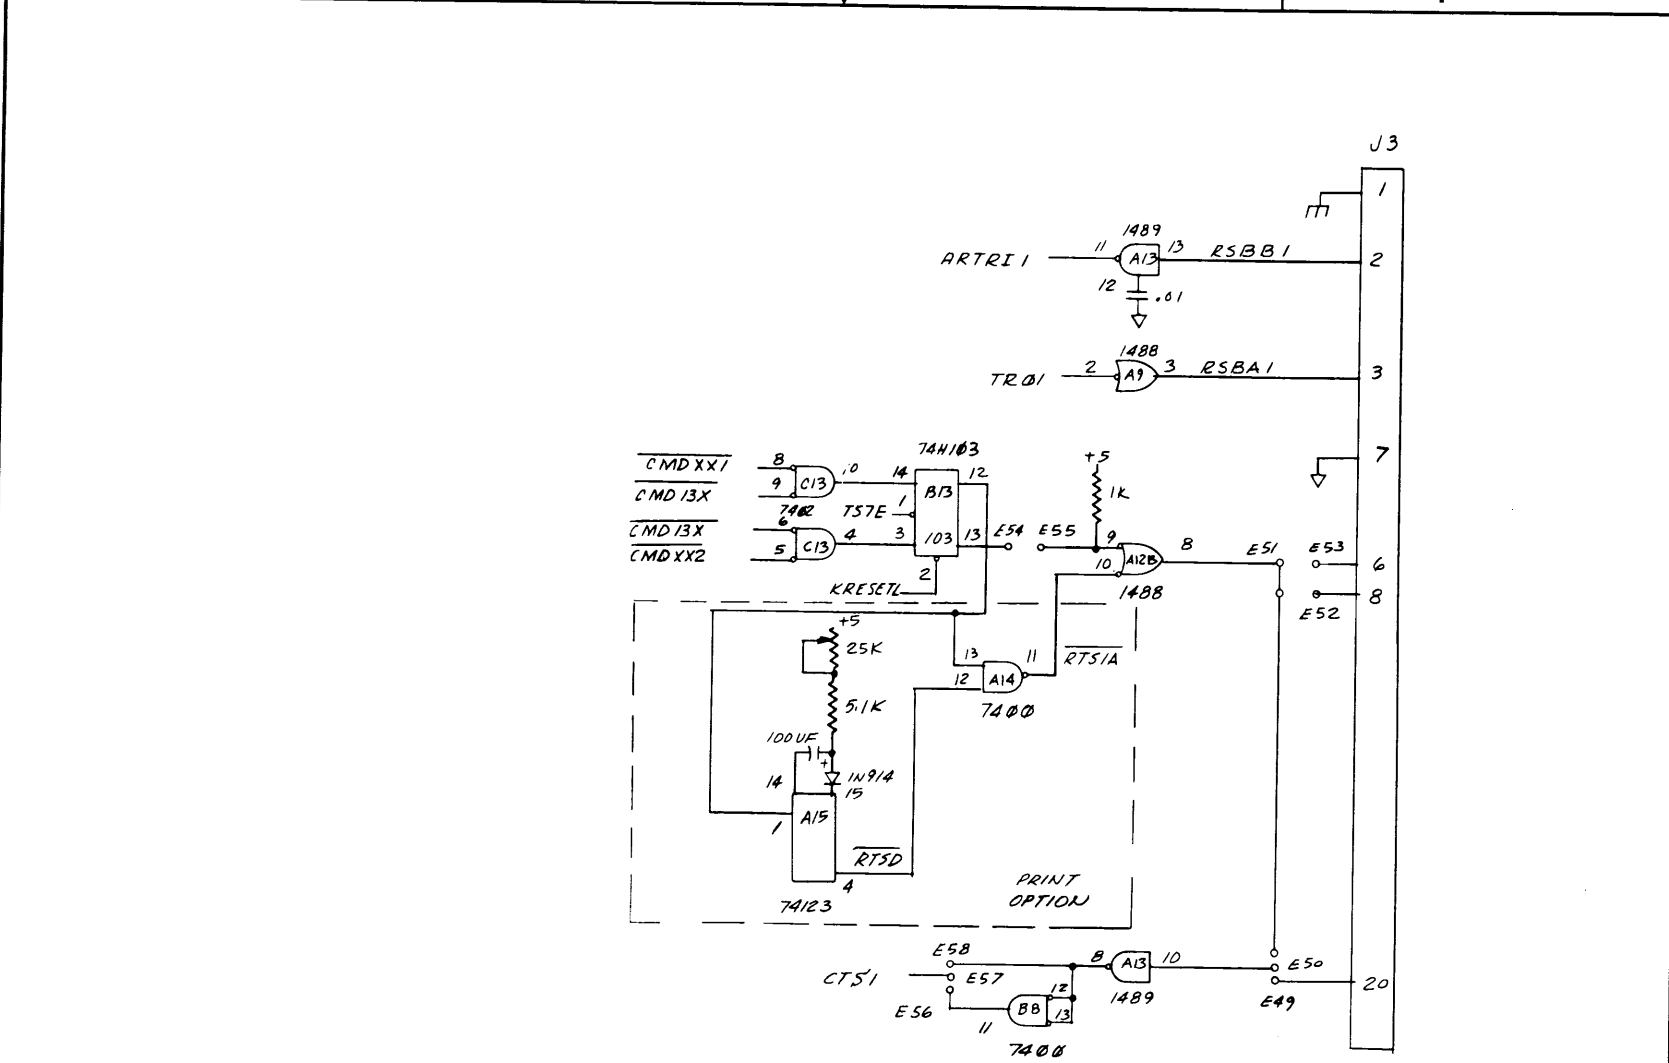 J3
1
1489
11 A13 13 RSBB1
ARTRI1
2
12 .01
1488
TRØ1 2 A9 3 RSBA1 3
74H1Ø3
CMDXX1 8 10 14 12 +5 7
CMD13X 9 C13 B13 1K
74Ø2 TS7E 1
CMD13X 6 4 3 103 13 E54 E55 9 8 E51 E53
CMDXX2 5 C13 10 A12B 6
2 1488 8
KRESETL E52
+5
25K 13 11 RTS1A
12 A14
5.1K 74ØØ
100UF
+
14 1N914
15
A15
1
RTSD
4 PRINT
OPTION
74123
E58 8 A13 10 E50
CTS1 E57 20
12 1489 E49
E56 B8 13
11
74ØØ